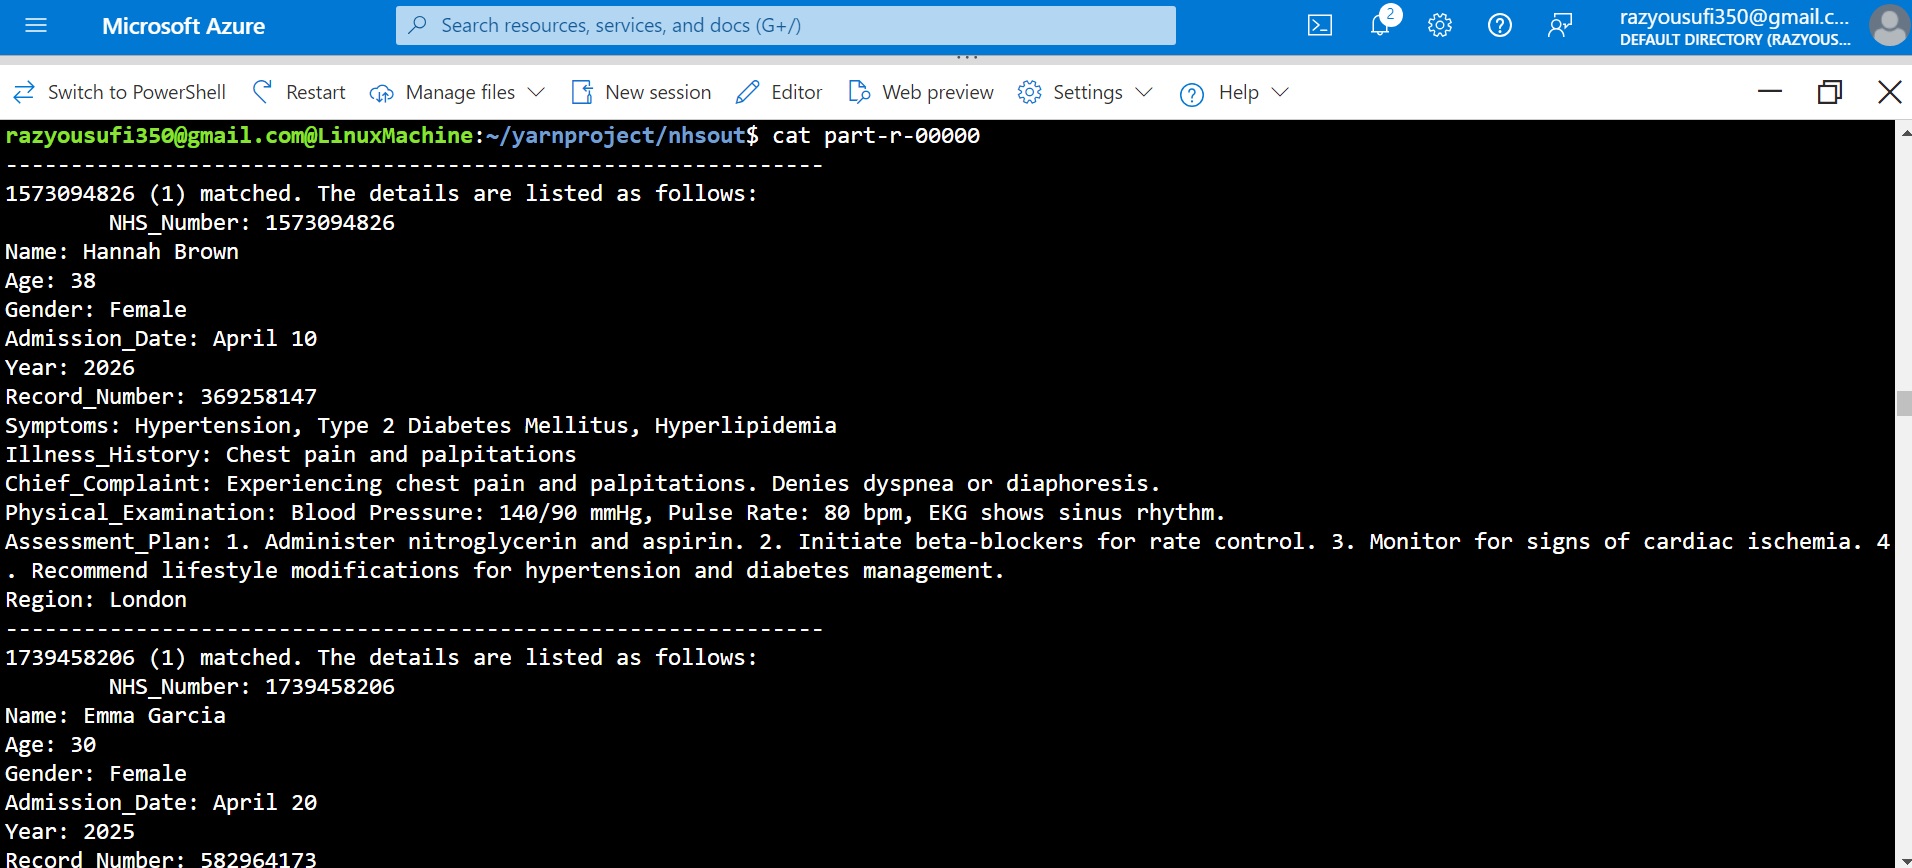 Microsoft Azure
Search resources, services, and docs (G+/)
2
razyousufi350@gmail.c...
DEFAULT DIRECTORY (RAZYOUS...
Switch to PowerShell
Restart
Manage files
New session
Editor
Web preview
Settings
Help
razyousufi350@gmail.com@LinuxMachine:~/yarnproject/nhsout$ cat part-r-00000
---------------------------------------------------------------
1573094826 (1) matched. The details are listed as follows:
NHS_Number: 1573094826
Name: Hannah Brown
Age: 38
Gender: Female
Admission_Date: April 10
Year: 2026
Record_Number: 369258147
Symptoms: Hypertension, Type 2 Diabetes Mellitus, Hyperlipidemia
Illness_History: Chest pain and palpitations
Chief_Complaint: Experiencing chest pain and palpitations. Denies dyspnea or diaphoresis.
Physical_Examination: Blood Pressure: 140/90 mmHg, Pulse Rate: 80 bpm, EKG shows sinus rhythm.
Assessment_Plan: 1. Administer nitroglycerin and aspirin. 2. Initiate beta-blockers for rate control. 3. Monitor for signs of cardiac ischemia. 4
. Recommend lifestyle modifications for hypertension and diabetes management.
Region: London
---------------------------------------------------------------
1739458206 (1) matched. The details are listed as follows:
NHS_Number: 1739458206
Name: Emma Garcia
Age: 30
Gender: Female
Admission_Date: April 20
Year: 2025
Record_Number: 582964173